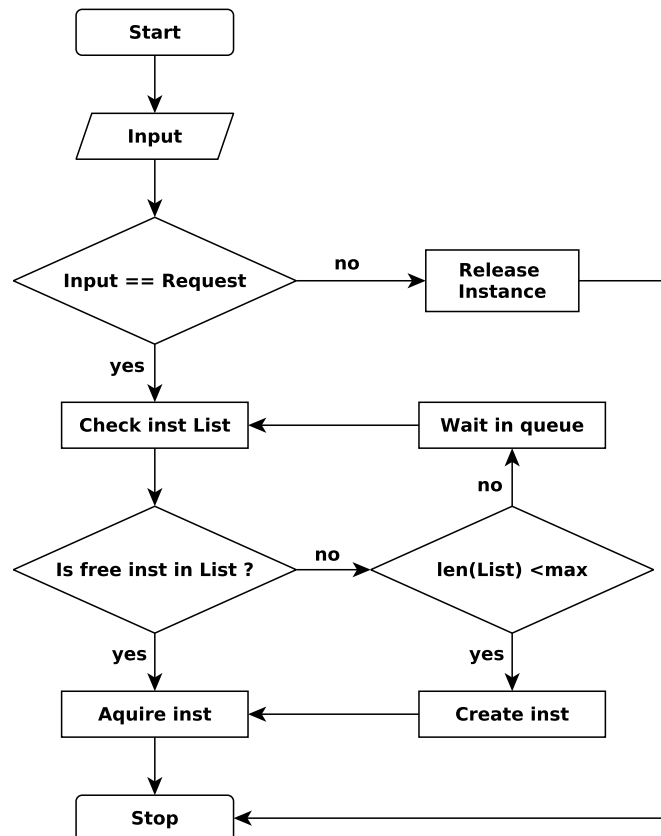 Start
Input
Input == Request
no
Release
Instance
yes
Check inst List
Wait in queue
no
Is free inst in List ?
no
len(List) <max
yes
yes
Aquire inst
Create inst
Stop